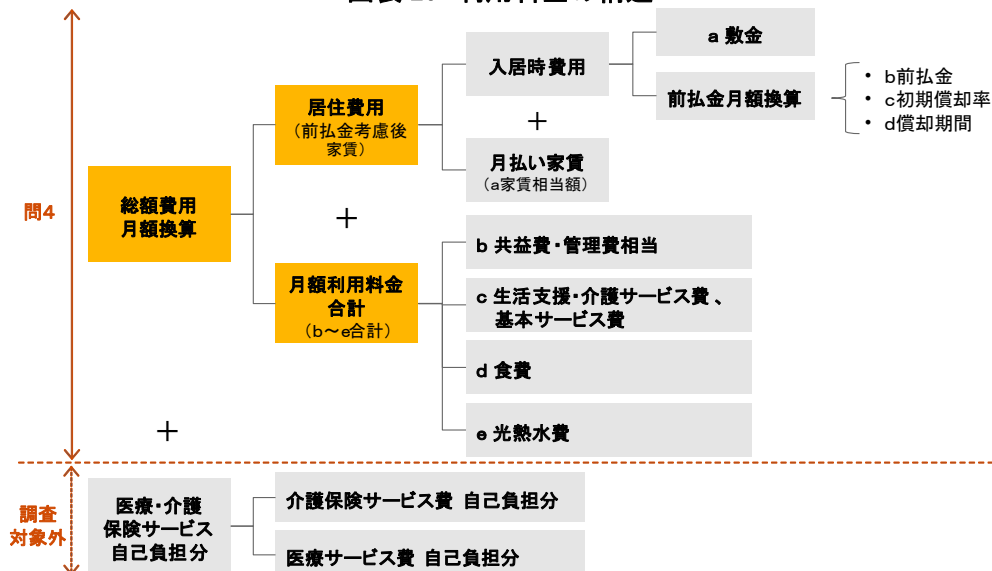 a 敷金
入居時費用
前払金月額換算
・ b前払金
・ c初期償却率
・ d償却期間
居住費用
(前払金考慮後
家賃)
+
月払い家賃
(a家賃相当額)
問4
総額費用
月額換算
+
b 共益費・管理費相当
月額利用料金
合計
(b～e合計)
c 生活支援・介護サービス費、
基本サービス費
d 食費
e 光熱水費
+
調査
対象外
医療・介護
保険サービス
自己負担分
介護保険サービス費 自己負担分
医療サービス費 自己負担分